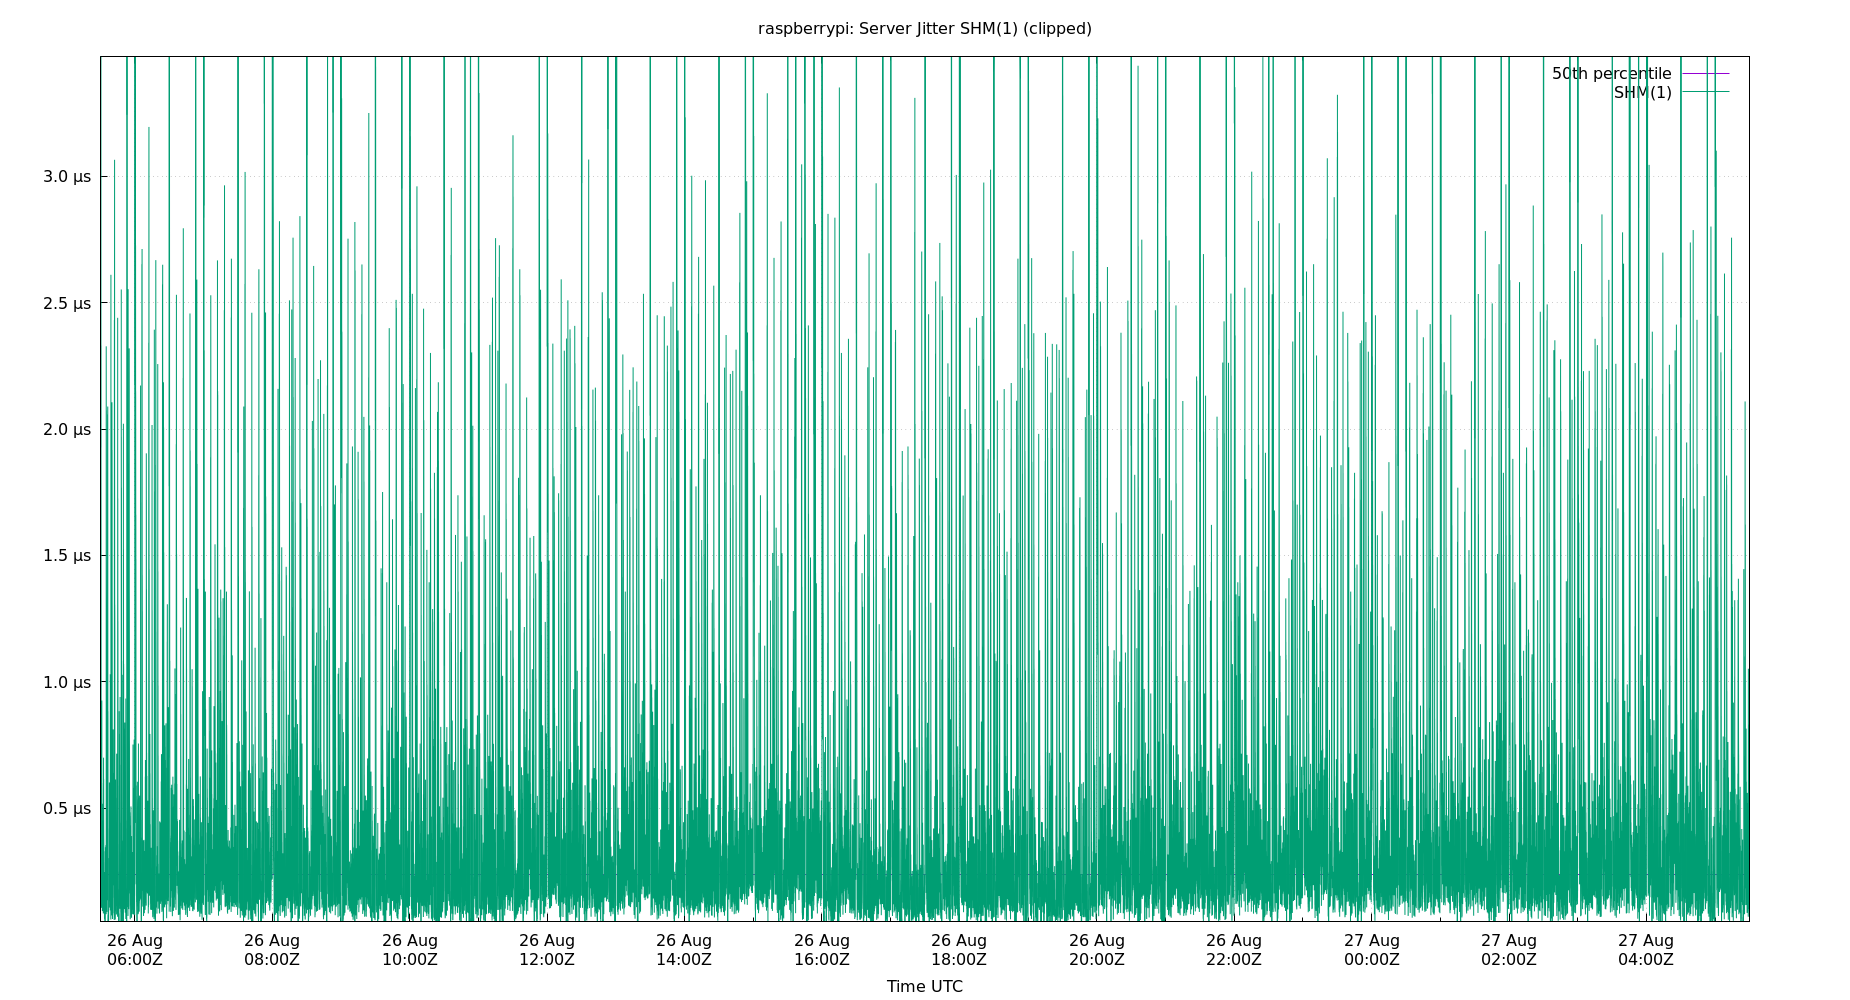 raspberrypi: Server Jitter SHM(1) (clipped)
50th percentile
SHM(1)
3.0 µs
2.5 µs
2.0 µs
1.5 µs
1.0 µs
0.5 µs
26 Aug 26 Aug 26 Aug 26 Aug 26 Aug 26 Aug 26 Aug 26 Aug 26 Aug 27 Aug 27 Aug 27 Aug
06:00Z 08:00Z 10:00Z 12:00Z 14:00Z 16:00Z 18:00Z 20:00Z 22:00Z 00:00Z 02:00Z 04:00Z
Time UTC